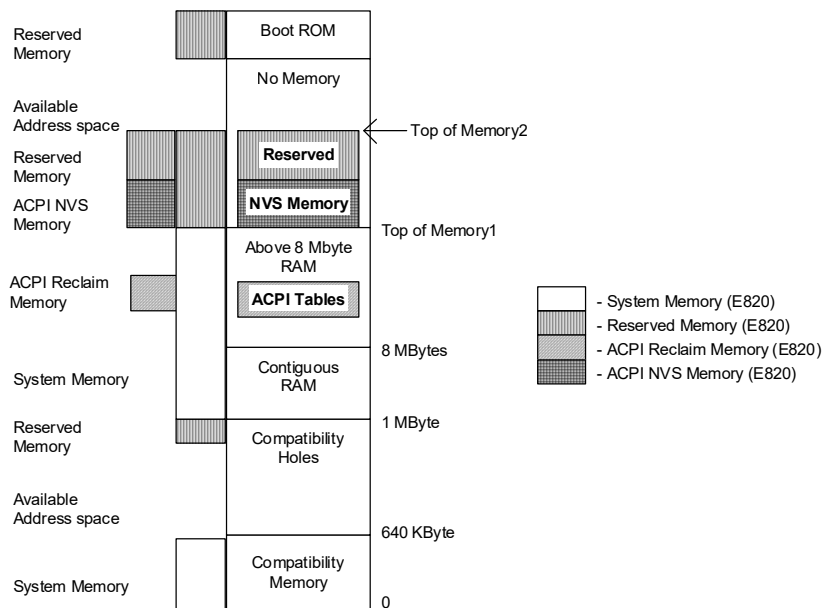 Reserved
Memory
Boot ROM
No Memory
Available
Address space
Top of Memory2
Reserved
Memory
Reserved
ACPI NVS
Memory
NVS Memory
Top of Memory1
Above 8 Mbyte
RAM
ACPI Reclaim
Memory
ACPI Tables
- System Memory (E820)
- Reserved Memory (E820)
- ACPI Reclaim Memory (E820)
- ACPI NVS Memory (E820)
8 MBytes
System Memory
Contiguous
RAM
1 MByte
Reserved
Memory
Compatibility
Holes
Available
Address space
640 KByte
System Memory
Compatibility
Memory
0